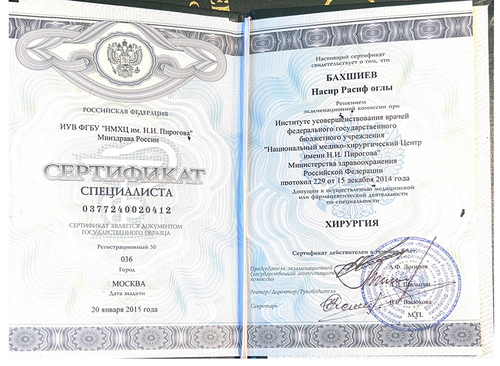 РОССИЙСКАЯ ФЕДЕРАЦИЯ
ИУВ ФГБУ "НМХЦ им. Н.И. Пирогова"
Минздрава России
СЕРТИФИКАТ
СПЕЦИАЛИСТА
0377240020412
СЕРТИФИКАТ ЯВЛЯЕТСЯ ДОКУМЕНТОМ
ГОСУДАРСТВЕННОГО ОБРАЗЦА
Регистрационный №
036
Город
МОСКВА
Дата выдачи
20 января 2015 года
Настоящий сертификат
свидетельствует о том, что
БАХШИЕВ
Насир Расиф оглы
Решением
экзаменационной комиссии при
Институте усовершенствования врачей
федерального государственного
бюджетного учреждения
"Национальный медико-хирургический Центр
имени Н.И. Пирогова"
Министерства здравоохранения
Российской Федерации
протокол 229 от 15 декабря 2014 года
Допущен к осуществлению медицинской
или фармацевтической деятельности
по специальности
ХИРУРГИЯ
Сертификат действителен в течение 5 лет.
Председатель экзаменационной
(государственной аттестационной)
комиссии
Ректор/Директор/Руководитель
Секретарь
М.П.